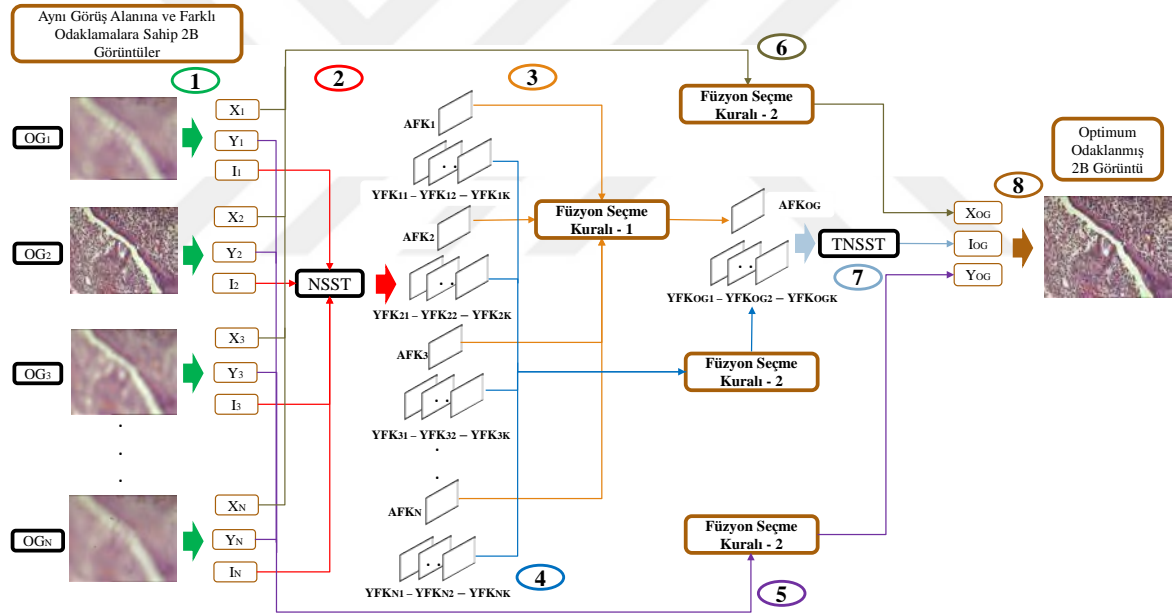 Aynı Görüş Alanına ve Farklı
Odaklamalara Sahip 2B
Görüntüler
1
2
3
6
OG1
X1
Y1
I1
OG2
X2
Y2
I2
OG3
X3
Y3
I3
.
.
.
OGN
XN
YN
IN
NSST
AFK1
. .
YFK11 – YFK12 – YFK1K
AFK2
. .
YFK21 – YFK22 – YFK2K
AFK3
. .
YFK31 – YFK32 – YFK3K
.
.
AFKN
. .
YFKN1 – YFKN2 – YFKNK
4
Füzyon Seçme
Kuralı - 1
Füzyon Seçme
Kuralı - 2
AFKOG
. .
YFKOG1 – YFKOG2 – YFKOGK
Füzyon Seçme
Kuralı - 2
Füzyon Seçme
Kuralı - 2
5
TNSST
7
XOG
IOG
YOG
8
Optimum
Odaklanmış
2B Görüntü